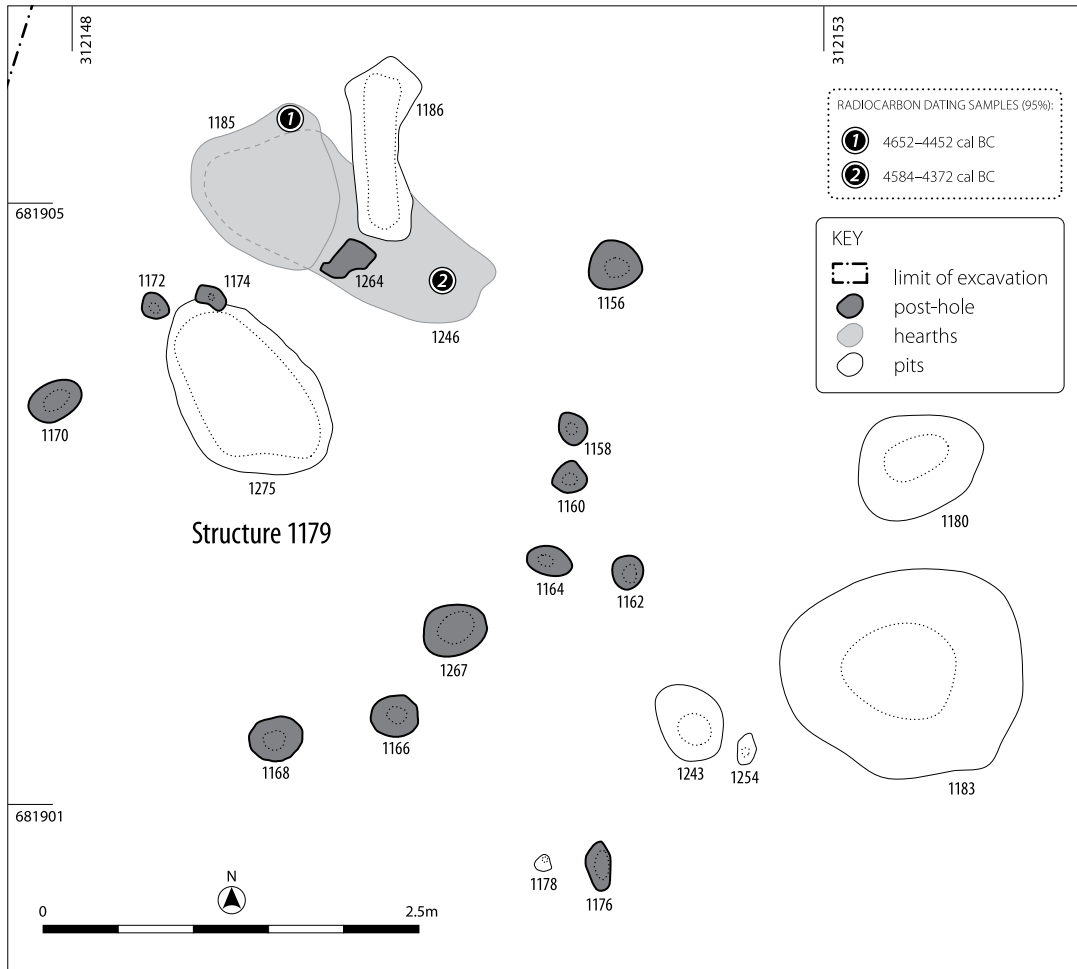 312148
312153
RADIOCARBON DATING SAMPLES (95%):
1 4652–4452 cal BC
2 4584–4372 cal BC
1185
1
1186
681905
KEY
limit of excavation
post-hole
hearths
pits
1172
1174
1264
2
1156
1246
1170
1158
1275
1160
1180
Structure 1179
1164
1162
1267
1166
1168
1243
1254
1183
681901
1178
1176
N
0
2.5m